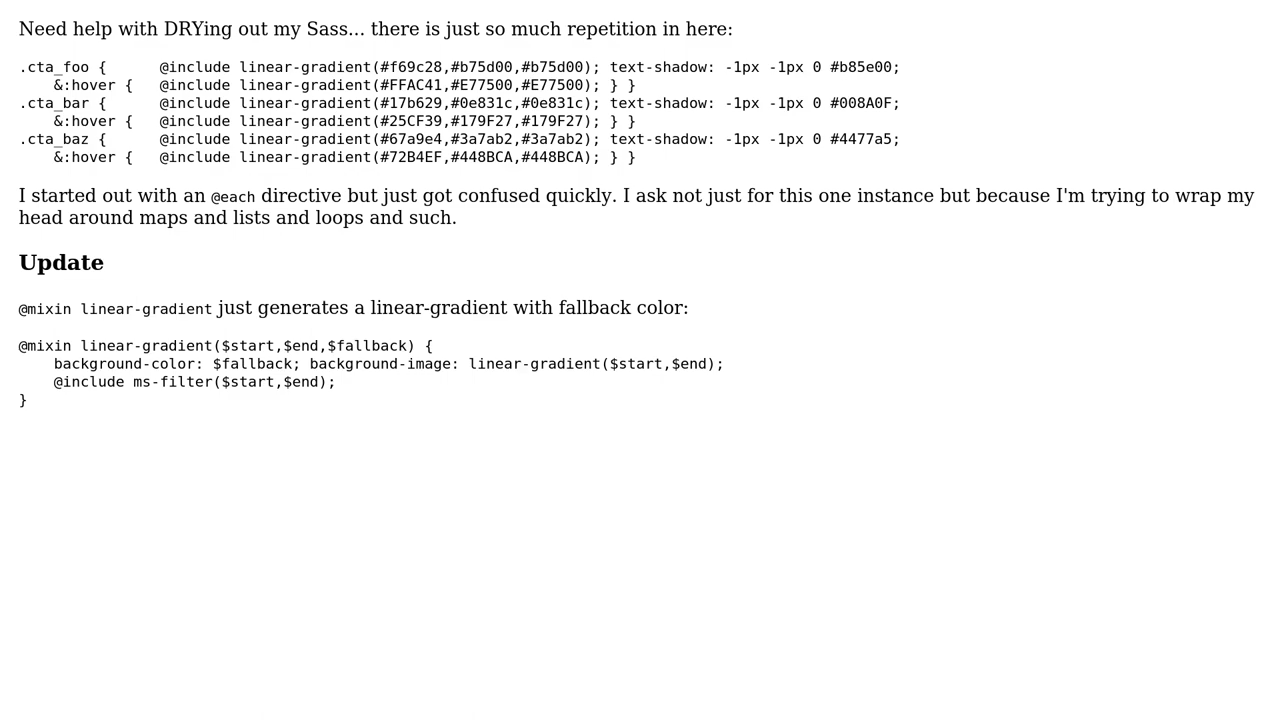 Need help with DRYing out my Sass... there is just so much repetition in here:
.cta_foo {      @include linear-gradient(#f69c28,#b75d00,#b75d00); text-shadow: -1px -1px 0 #b85e00;
    &:hover {   @include linear-gradient(#FFAC41,#E77500,#E77500); } }
.cta_bar {      @include linear-gradient(#17b629,#0e831c,#0e831c); text-shadow: -1px -1px 0 #008A0F;
    &:hover {   @include linear-gradient(#25CF39,#179F27,#179F27); } }
.cta_baz {      @include linear-gradient(#67a9e4,#3a7ab2,#3a7ab2); text-shadow: -1px -1px 0 #4477a5;
    &:hover {   @include linear-gradient(#72B4EF,#448BCA,#448BCA); } }
I started out with an @each directive but just got confused quickly. I ask not just for this one instance but because I'm trying to wrap my
head around maps and lists and loops and such.
Update
@mixin linear-gradient just generates a linear-gradient with fallback color:
@mixin linear-gradient($start,$end,$fallback) {
    background-color: $fallback; background-image: linear-gradient($start,$end);
    @include ms-filter($start,$end);
}